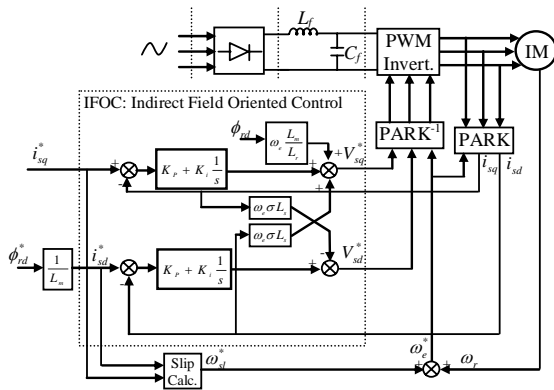 L_f
C_f
PWM
Invert.
IM
IFOC: Indirect Field Oriented Control
ϕ_rd
ω_e L_m/L_r
+V*_sq
PARK⁻¹
PARK
i*_sq
+
-
K_P + K_i 1/s
+
+
i_sq
i_sd
ω_e σL_s
ω_e σL_s
ϕ*_rd
1/L_m
i*_sd
+
-
K_P + K_i 1/s
+
-
V*_sd
Slip
Calc.
ω*_sl
ω*_e
+
+
ω_r